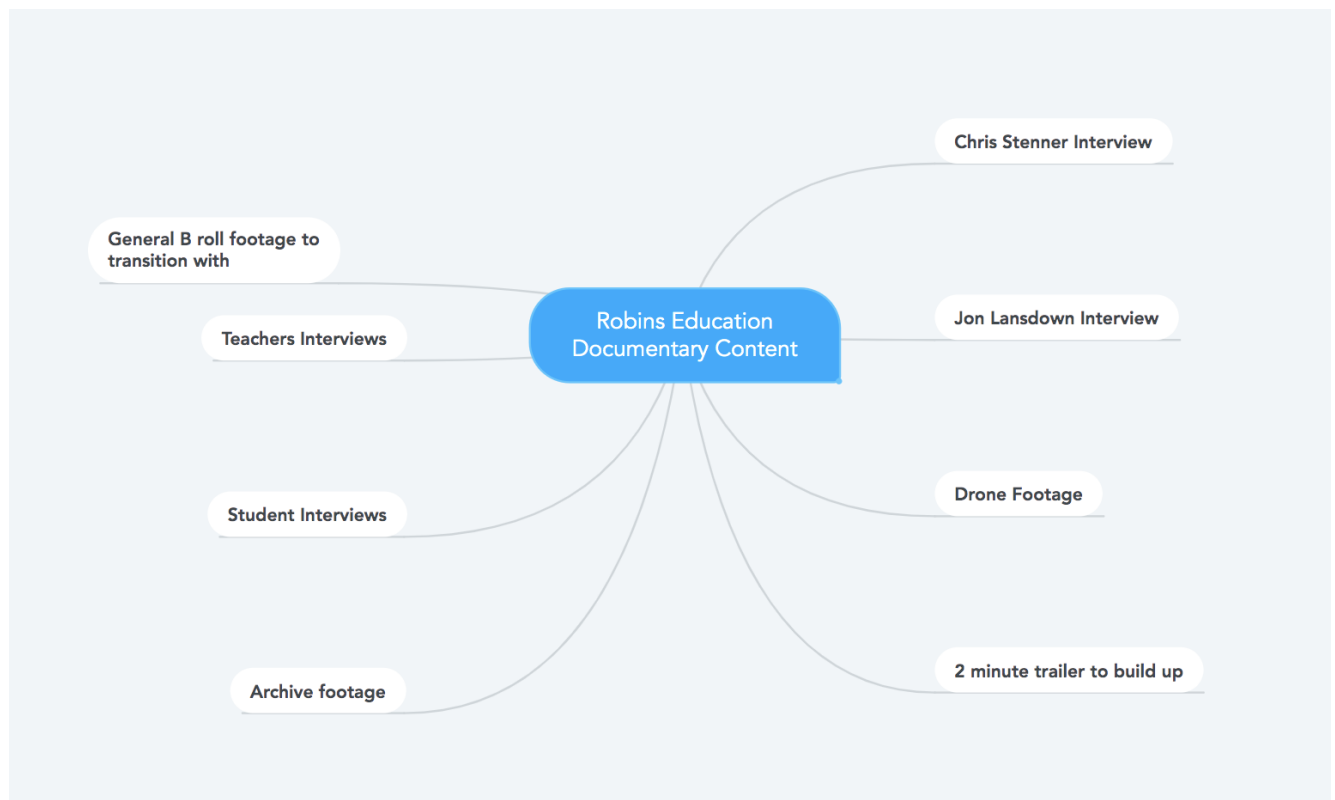 Chris Stenner Interview
General B roll footage to
transition with
Robins Education
Documentary Content
Teachers Interviews
Jon Lansdown Interview
Student Interviews
Drone Footage
Archive footage
2 minute trailer to build up